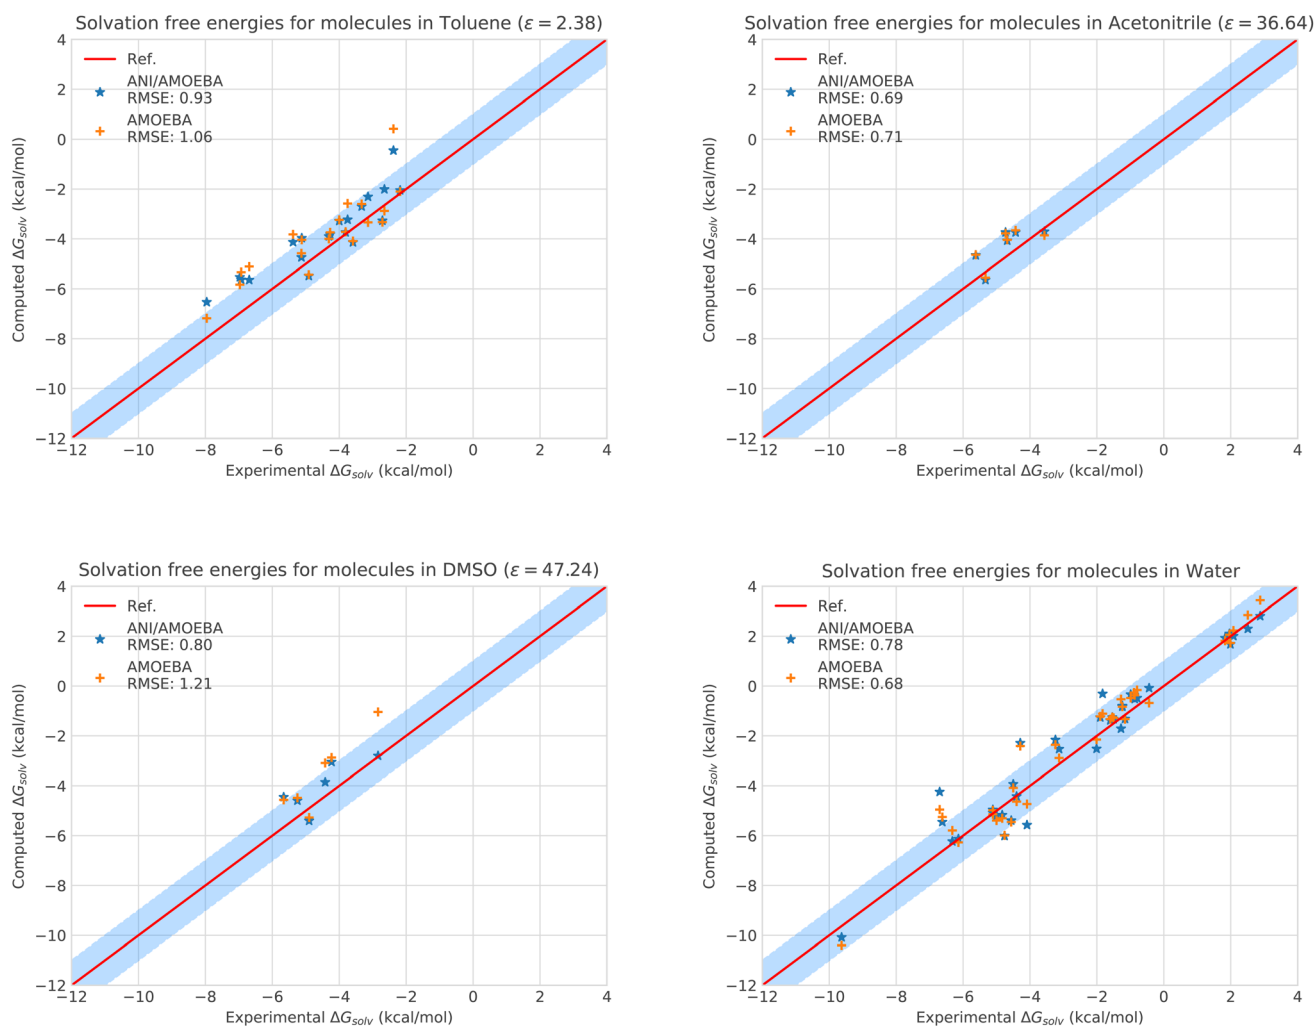 Solvation free energies for molecules in Toluene (ε = 2.38)
Ref.
ANI/AMOEBA
RMSE: 0.93
AMOEBA
RMSE: 1.06
4
2
0
−2
−4
−6
−8
−10
−12
Computed ΔG_solv (kcal/mol)
−12 −10 −8 −6 −4 −2 0 2 4
Experimental ΔG_solv (kcal/mol)
Solvation free energies for molecules in Acetonitrile (ε = 36.64)
Ref.
ANI/AMOEBA
RMSE: 0.69
AMOEBA
RMSE: 0.71
4
2
0
−2
−4
−6
−8
−10
−12
Computed ΔG_solv (kcal/mol)
−12 −10 −8 −6 −4 −2 0 2 4
Experimental ΔG_solv (kcal/mol)
Solvation free energies for molecules in DMSO (ε = 47.24)
Ref.
ANI/AMOEBA
RMSE: 0.80
AMOEBA
RMSE: 1.21
4
2
0
−2
−4
−6
−8
−10
−12
Computed ΔG_solv (kcal/mol)
−12 −10 −8 −6 −4 −2 0 2 4
Experimental ΔG_solv (kcal/mol)
Solvation free energies for molecules in Water
Ref.
ANI/AMOEBA
RMSE: 0.78
AMOEBA
RMSE: 0.68
4
2
0
−2
−4
−6
−8
−10
−12
Computed ΔG_solv (kcal/mol)
−12 −10 −8 −6 −4 −2 0 2 4
Experimental ΔG_solv (kcal/mol)